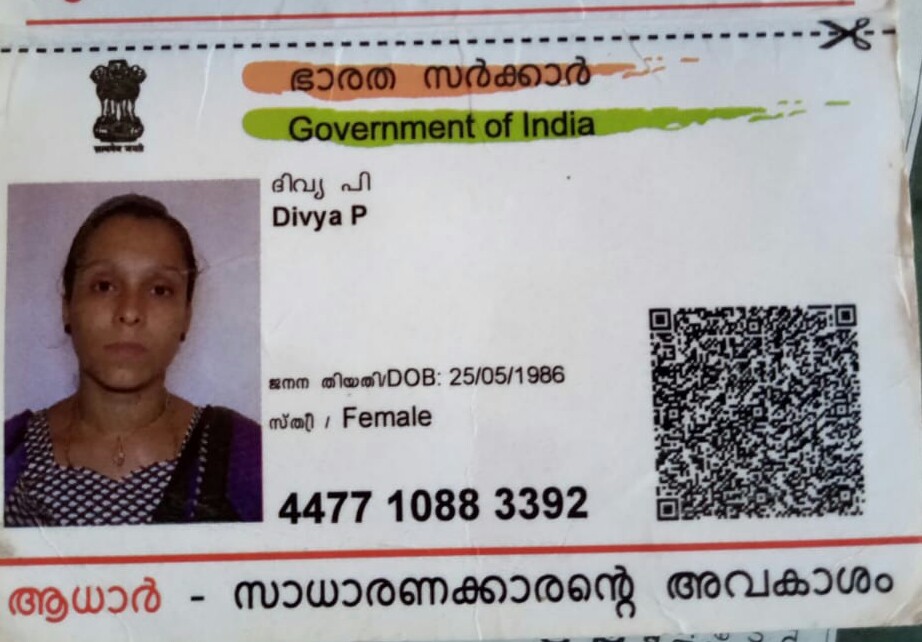 ഭാരത സർക്കാർ
Government of India
ദിവ്യ പി
Divya P
ജനന തിയതി/DOB: 25/05/1986
സ്ത്രീ / Female
4477 1088 3392
ആധാർ - സാധാരണക്കാരന്റെ അവകാശം